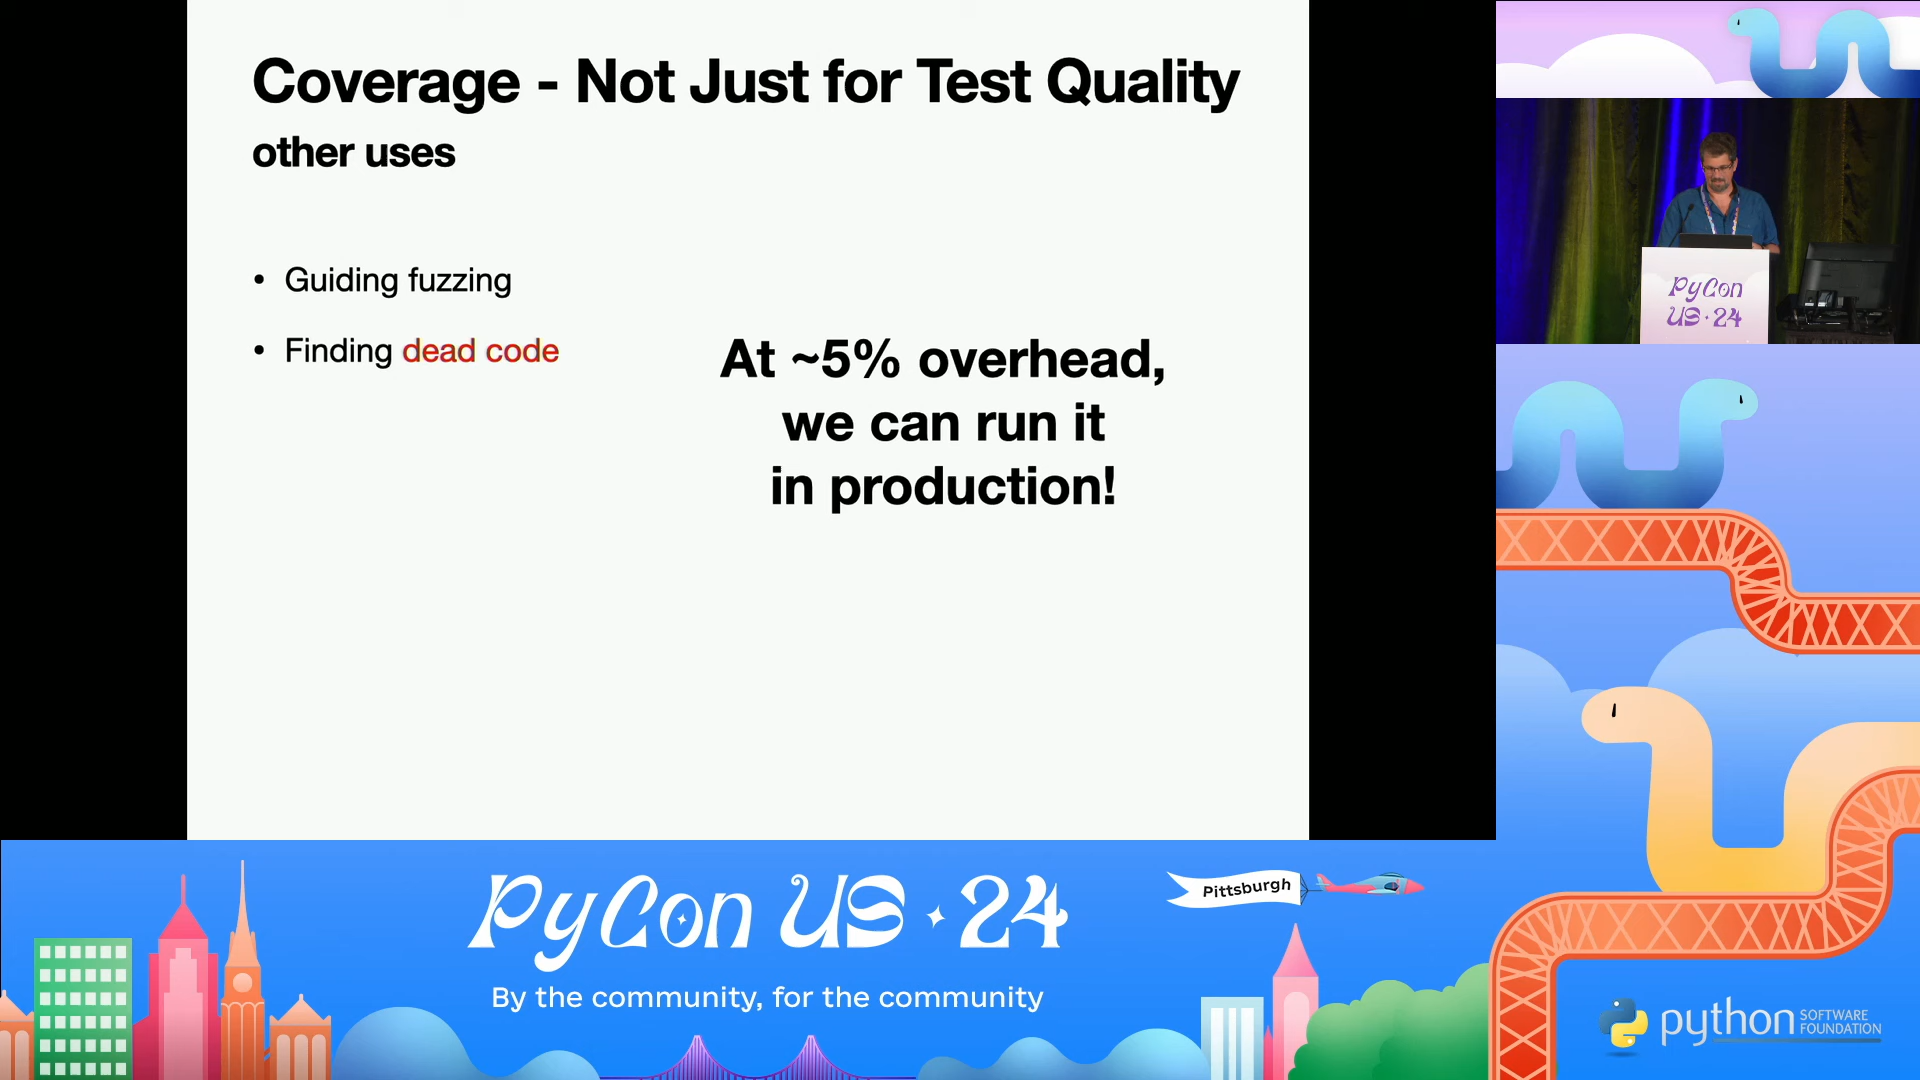 Coverage - Not Just for Test Quality
other uses
• Guiding fuzzing
• Finding dead code
At ~5% overhead,
we can run it
in production!
PyCon
US · 24
PyCon US · 24
By the community, for the community
Pittsburgh
python
SOFTWARE
FOUNDATION